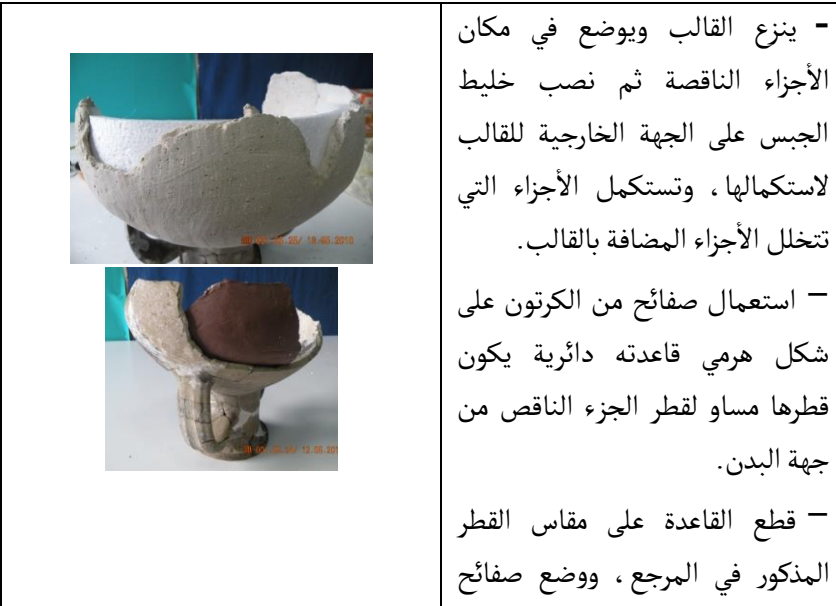 - ينزع القالب ويوضع في مكان
الأجزاء الناقصة ثم نصب خليط
الجبس على الجهة الخارجية للقالب
لاستكمالها، وتستكمل الأجزاء التي
تتخلل الأجزاء المضافة بالقالب.
– استعمال صفائح من الكرتون على
شكل هرمي قاعدته دائرية يكون
قطرها مساو لقطر الجزء الناقص من
جهة البدن.
– قطع القاعدة على مقاس القطر
المذكور في المرجع، ووضع صفائح